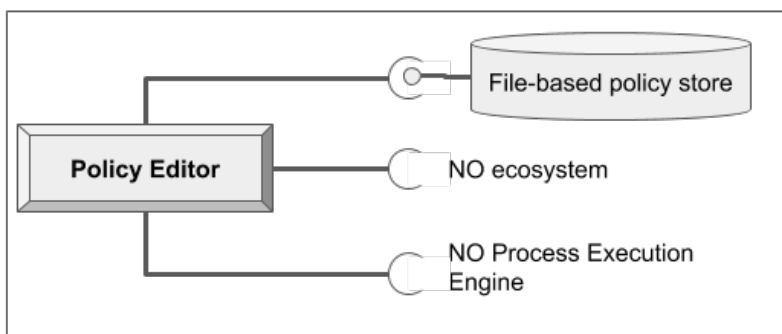 File-based policy store
Policy Editor
NO ecosystem
NO Process Execution
Engine